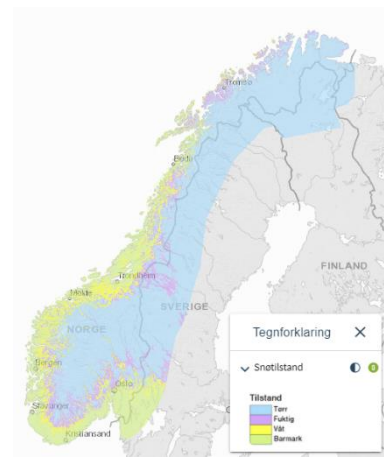 Tromsø
Bodø
Trondheim
Molde
FINLAND
SVERIGE
NORGE
Bergen
Oslo
Stavanger
Kristiansand
Tegnforklaring
Snøtilstand
Tilstand
Tørr
Fuktig
Våt
Barmark